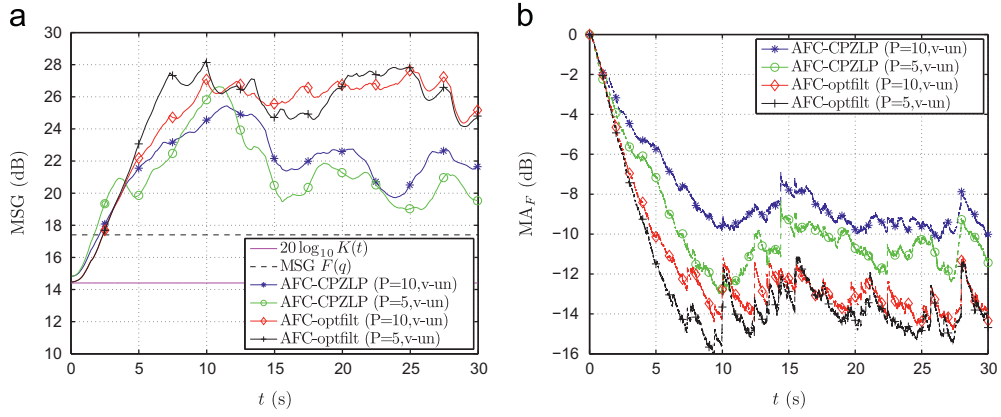 a
30
28
26
24
22
20
18
16
14
12
10
MSG (dB)
0
5
10
15
20
25
30
t (s)
20 log₁₀ K(t)
MSG F(q)
AFC-CPZLP (P=10,v-un)
AFC-CPZLP (P=5,v-un)
AFC-optfilt (P=10,v-un)
AFC-optfilt (P=5,v-un)
b
0
−2
−4
−6
−8
−10
−12
−14
−16
MA_F (dB)
0
5
10
15
20
25
30
t (s)
AFC-CPZLP (P=10,v-un)
AFC-CPZLP (P=5,v-un)
AFC-optfilt (P=10,v-un)
AFC-optfilt (P=5,v-un)